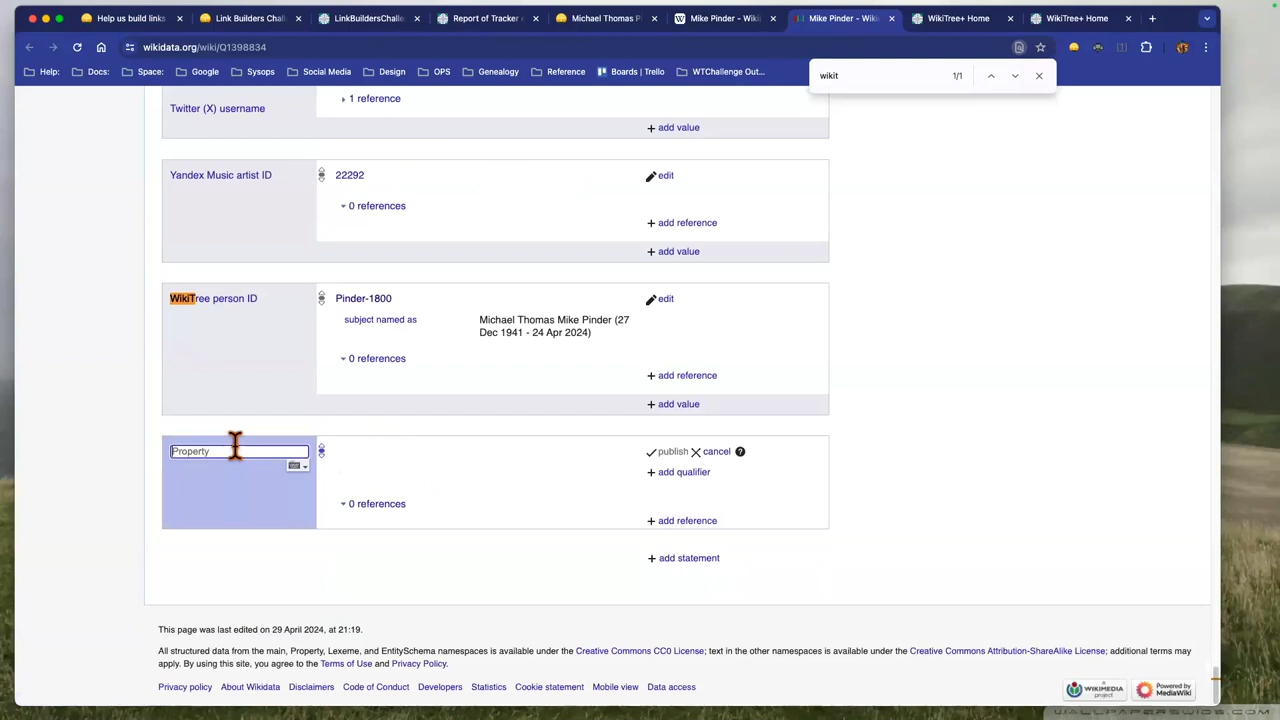 Help us build links
Link Builders Chall
LinkBuildersChalle
Report of Tracker
Michael Thomas P
Mike Pinder - Wiki
Mike Pinder - Wiki
WikiTree+ Home
WikiTree+ Home
wikidata.org/wiki/Q1398834
Help: Docs: Space: Google Sysops Social Media Design OPS Genealogy Reference Boards | Trello WTChallenge Out...
wikit 1/1
Twitter (X) username
1 reference
+ add value
Yandex Music artist ID
22292
edit
0 references
+ add reference
+ add value
WikiTree person ID
Pinder-1800
edit
subject named as
Michael Thomas Mike Pinder (27
Dec 1941 - 24 Apr 2024)
0 references
+ add reference
+ add value
Property
publish cancel ?
+ add qualifier
0 references
+ add reference
+ add statement
This page was last edited on 29 April 2024, at 21:19.
All structured data from the main, Property, Lexeme, and EntitySchema namespaces is available under the Creative Commons CC0 License; text in the other namespaces is available under the Creative Commons Attribution-ShareAlike License; additional terms may
apply. By using this site, you agree to the Terms of Use and Privacy Policy.
Privacy policy About Wikidata Disclaimers Code of Conduct Developers Statistics Cookie statement Mobile view Data access
A
WIKIMEDIA
project
Powered by
MediaWiki